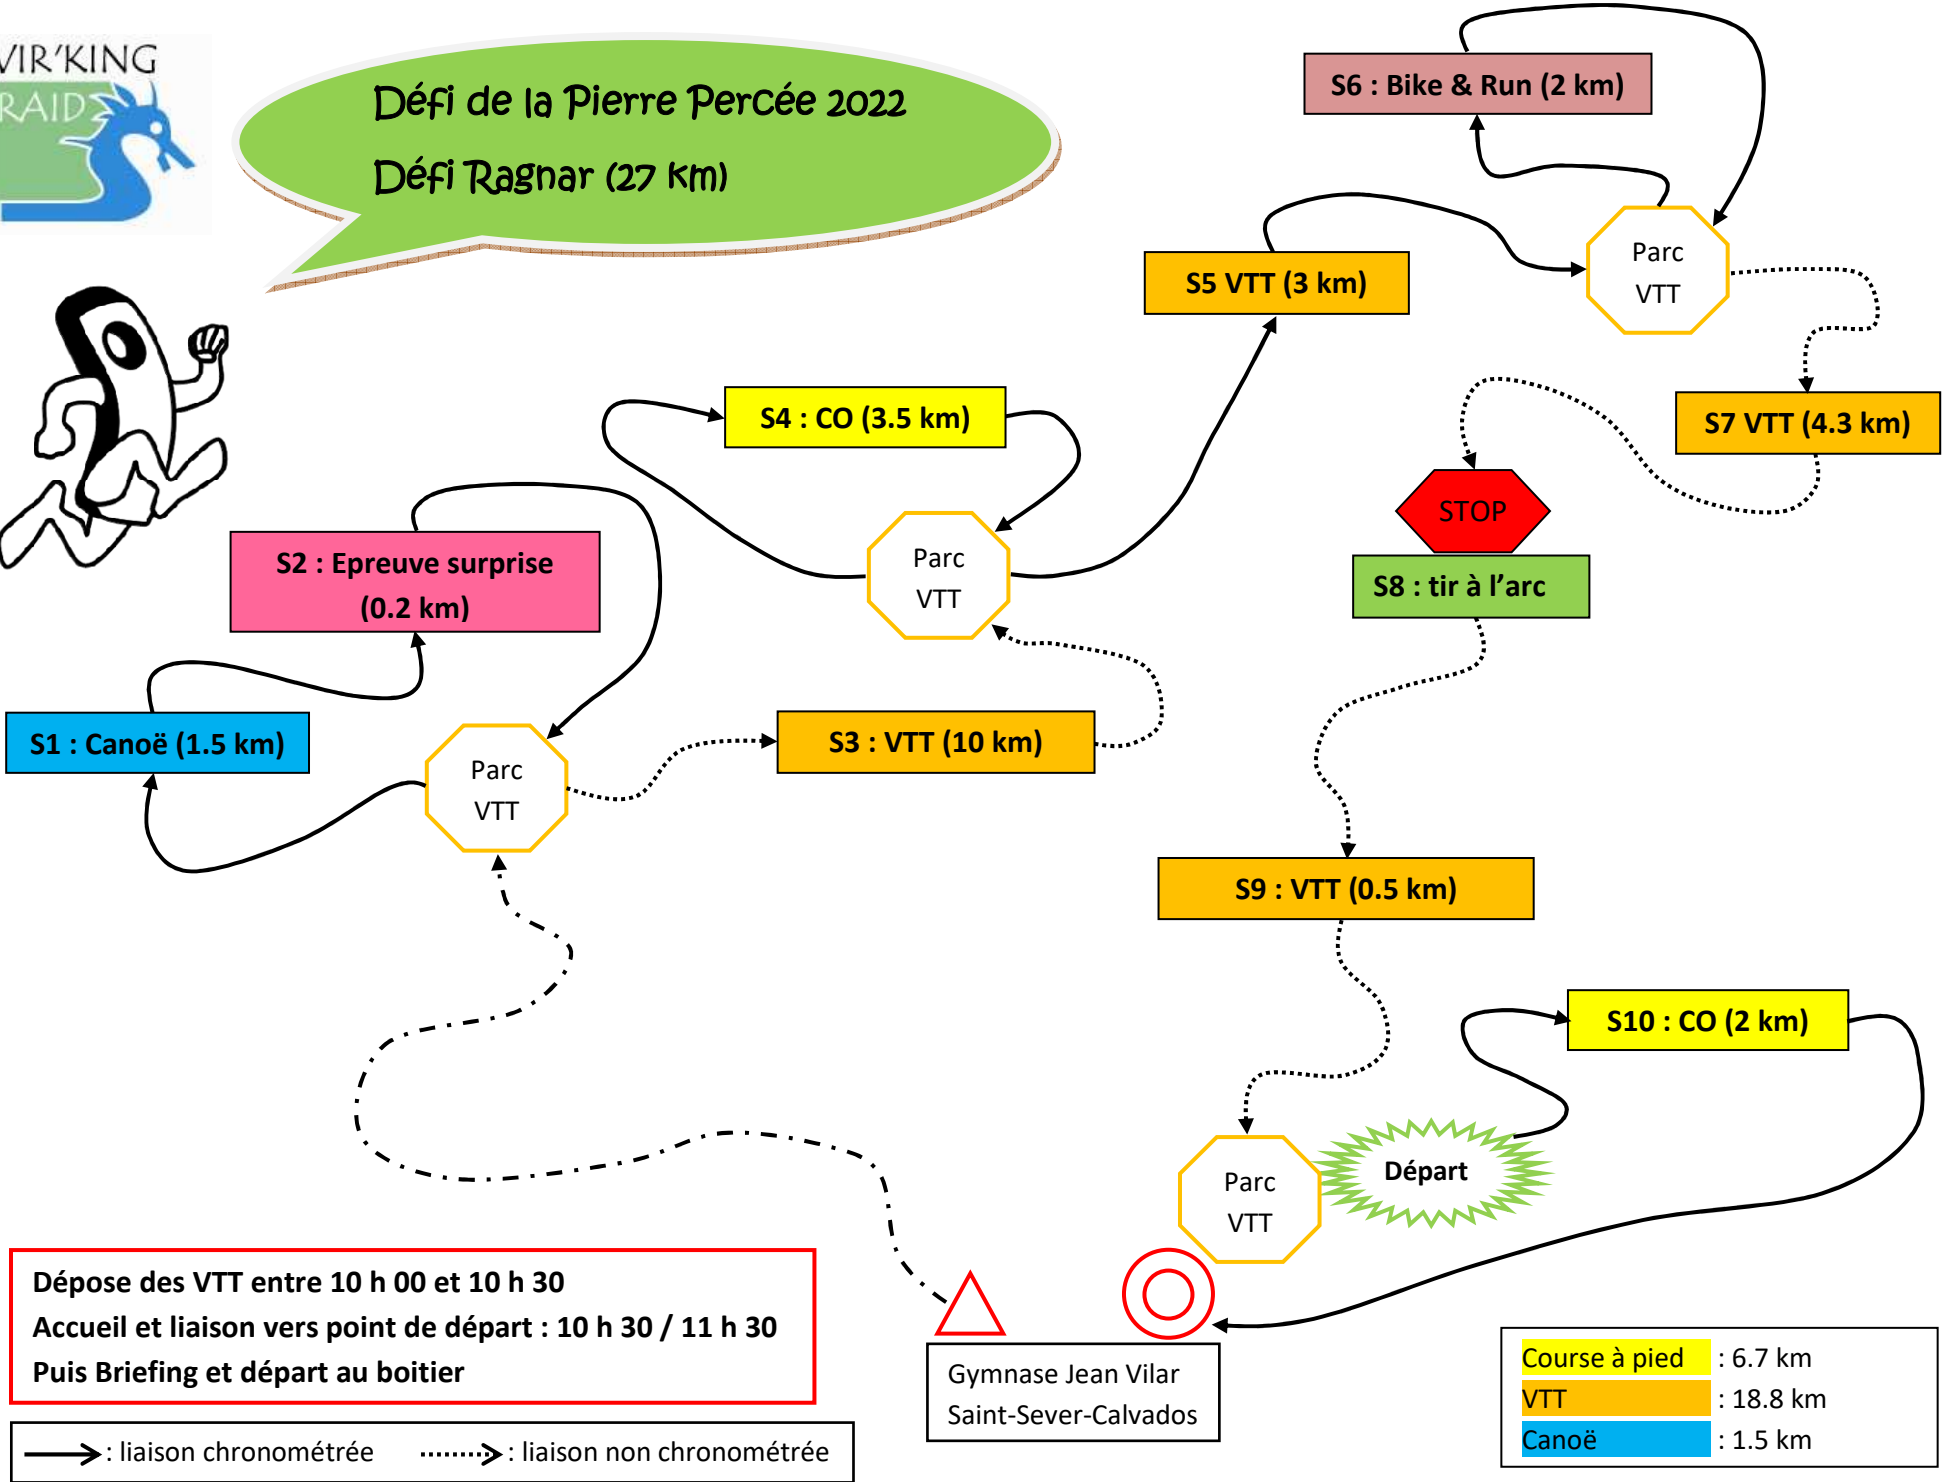 VIR'KING
RAID
Défi de la Pierre Percée 2022
Défi Ragnar (27 km)
S6 : Bike & Run (2 km)
Parc
VTT
S5 VTT (3 km)
S7 VTT (4.3 km)
S4 : CO (3.5 km)
STOP
S8 : tir à l'arc
Parc
VTT
S2 : Epreuve surprise
(0.2 km)
S1 : Canoë (1.5 km)
Parc
VTT
S3 : VTT (10 km)
S9 : VTT (0.5 km)
S10 : CO (2 km)
Parc
VTT
Départ
Dépose des VTT entre 10 h 00 et 10 h 30
Accueil et liaison vers point de départ : 10 h 30 / 11 h 30
Puis Briefing et départ au boitier
Gymnase Jean Vilar
Saint-Sever-Calvados
Course à pied : 6.7 km
VTT : 18.8 km
Canoë : 1.5 km
: liaison chronométrée : liaison non chronométrée